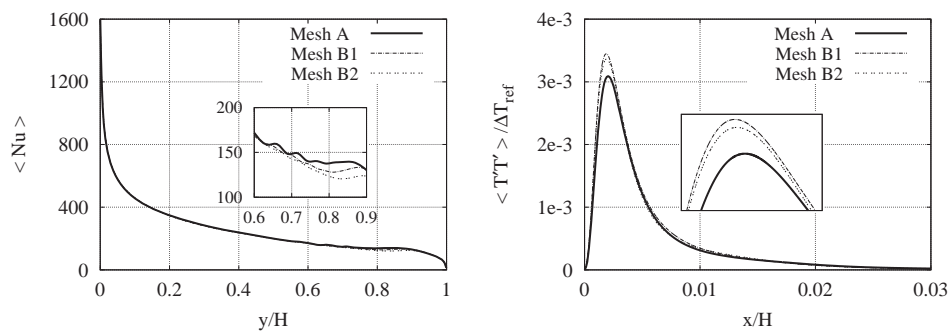 1600
1200
800
400
0
< Nu >
Mesh A
Mesh B1
Mesh B2
200
150
100
0.6 0.7 0.8 0.9
0 0.2 0.4 0.6 0.8 1
y/H
4e-3
3e-3
2e-3
1e-3
0
< T'T' > /ΔT_ref
Mesh A
Mesh B1
Mesh B2
0 0.01 0.02 0.03
x/H